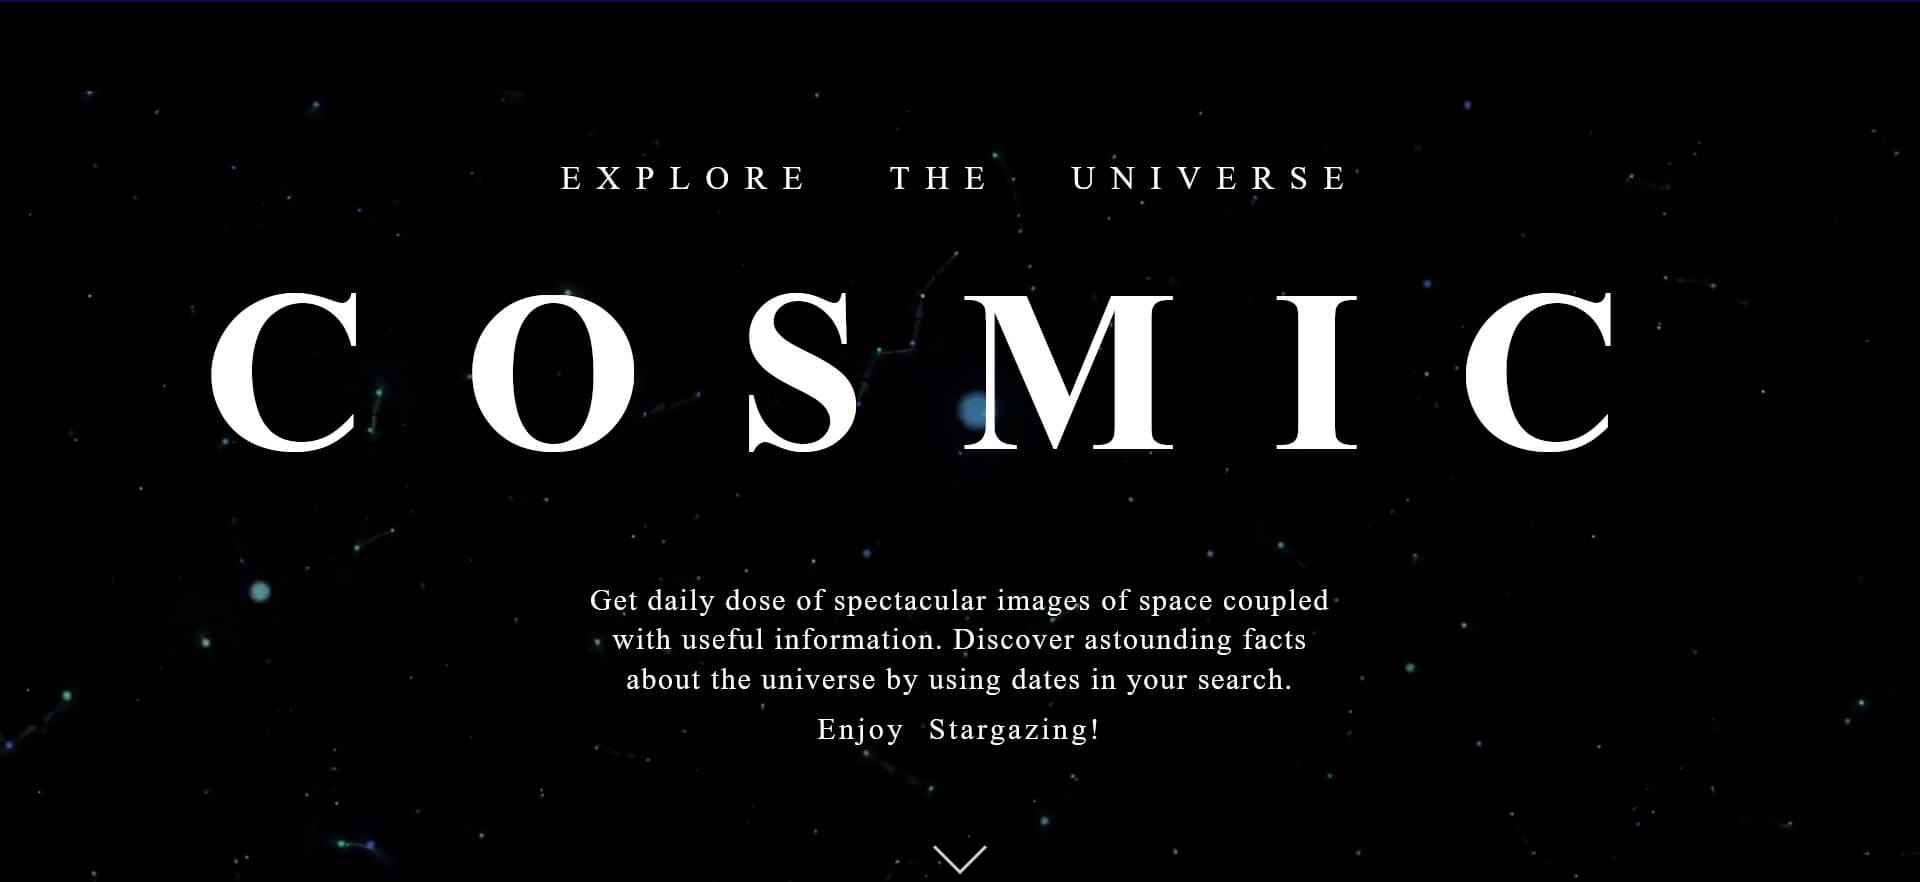 EXPLORE THE UNIVERSE
COSMIC
Get daily dose of spectacular images of space coupled
with useful information. Discover astounding facts
about the universe by using dates in your search.
Enjoy Stargazing!